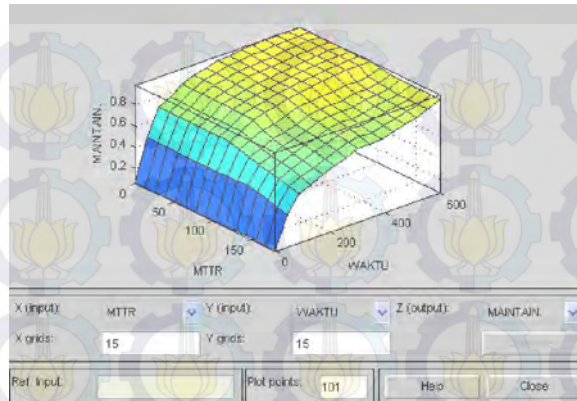 0.8
0.6
0.4
0.2
0
MAINTAIN.
50
100
150
MTTR
0
200
400
600
WAKTU
X (input): MTTR Y (input): WAKTU Z (output): MAINTAIN.
X grids: 15 Y grids: 15
Ref. Input: Plot points: 101 Help Close